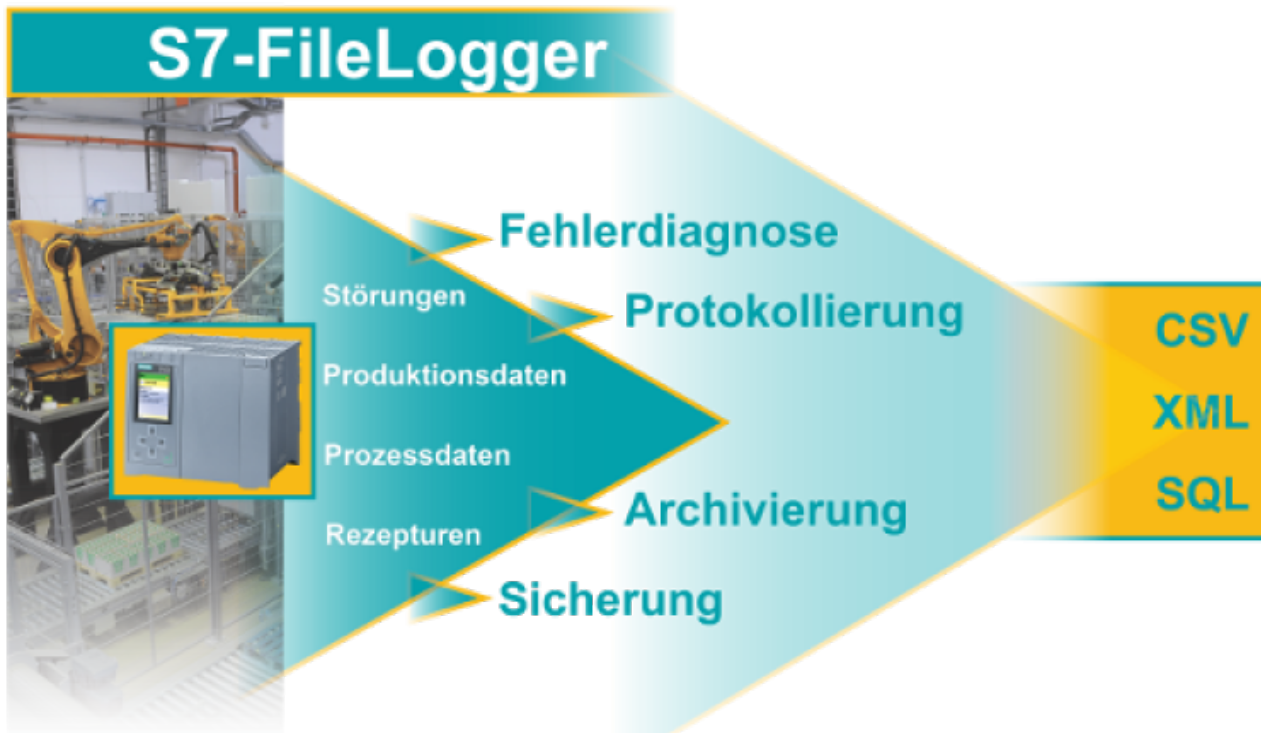 S7-FileLogger
Fehlerdiagnose
Störungen
Protokollierung
Produktionsdaten
Prozessdaten
Archivierung
Rezepturen
Sicherung
CSV
XML
SQL